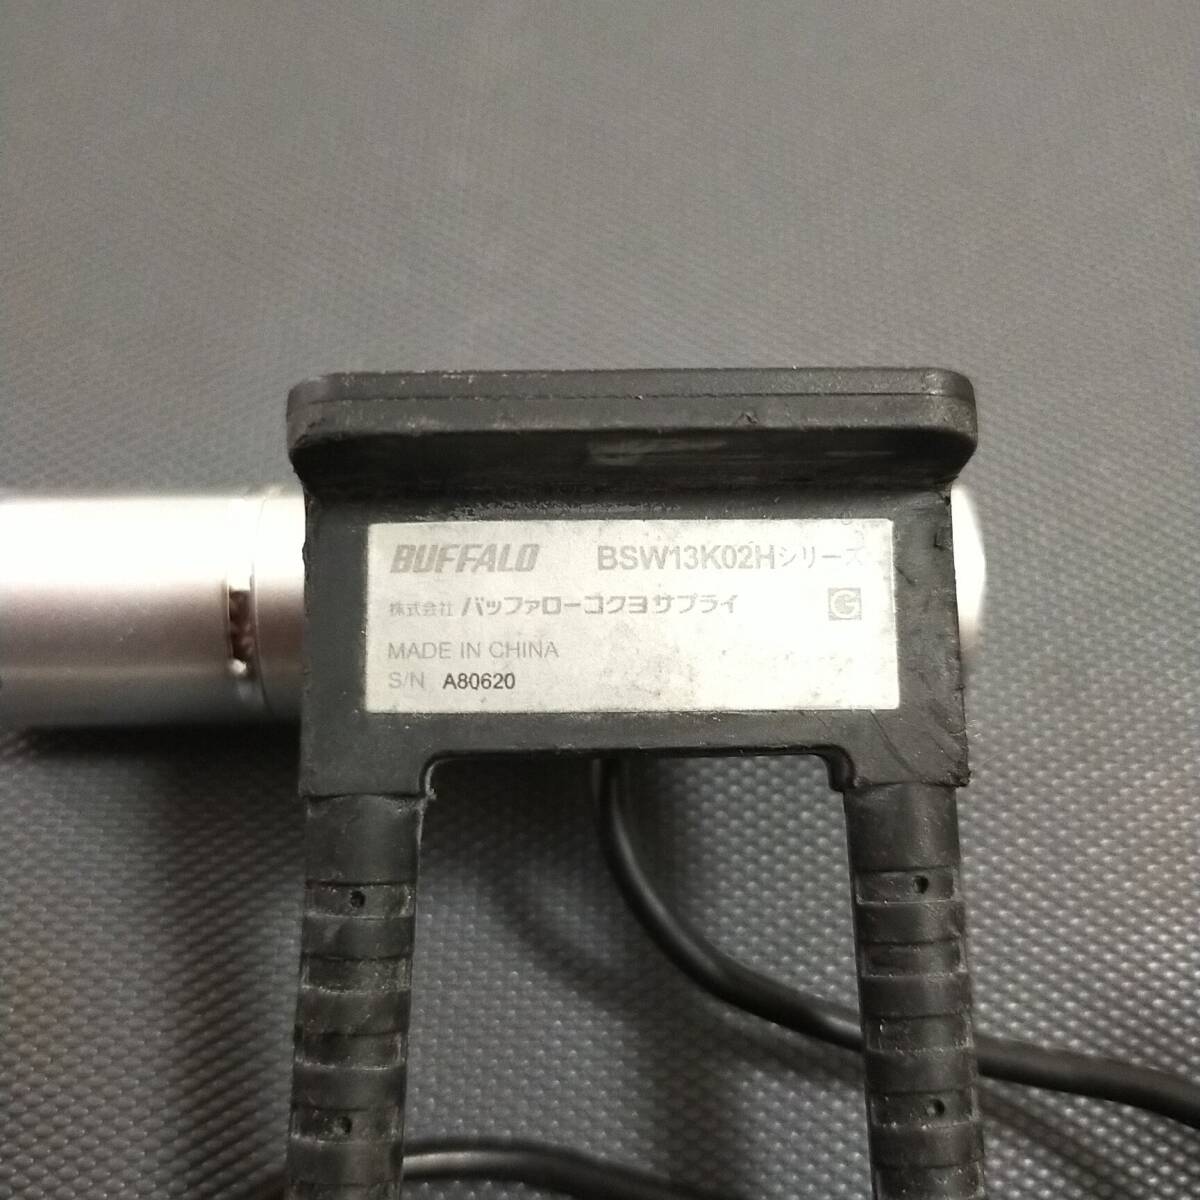 BUFFALO BSW13K02Hシリーズ
株式会社 バッファローコクヨサプライ G
MADE IN CHINA
S/N A80620